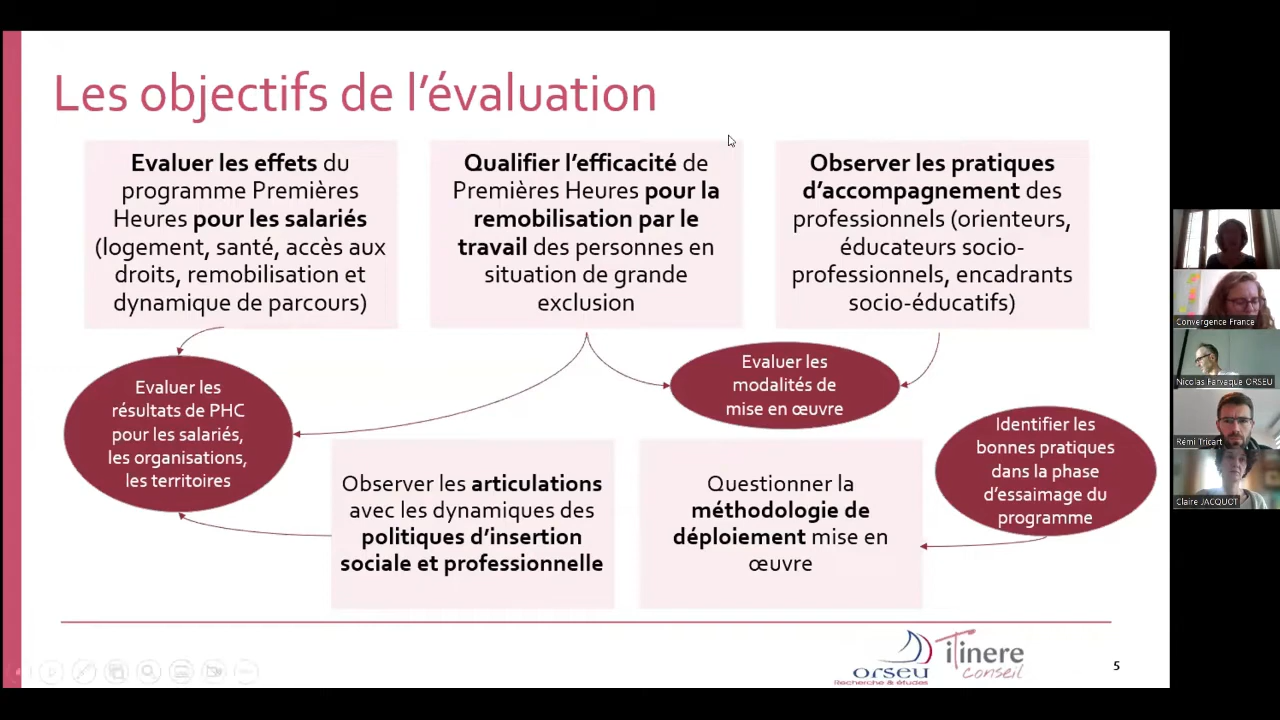 Les objectifs de l’évaluation
Evaluer les effets du
programme Premières
Heures pour les salariés
(logement, santé, accès aux
droits, remobilisation et
dynamique de parcours)
Qualifier l’efficacité de
Premières Heures pour la
remobilisation par le
travail des personnes en
situation de grande
exclusion
Observer les pratiques
d’accompagnement des
professionnels (orienteurs,
éducateurs socio-
professionnels, encadrants
socio-éducatifs)
Evaluer les
résultats de PHC
pour les salariés,
les organisations,
les territoires
Evaluer les
modalités de
mise en œuvre
Identifier les
bonnes pratiques
dans la phase
d’essaimage du
programme
Observer les articulations
avec les dynamiques des
politiques d’insertion
sociale et professionnelle
Questionner la
méthodologie de
déploiement mise en
œuvre
orseu
Recherche & études
itinere
conseil
5
Convergence France
Nicolas Farvaque ORSEU
Rémi Tricart
Claire JACQUOT